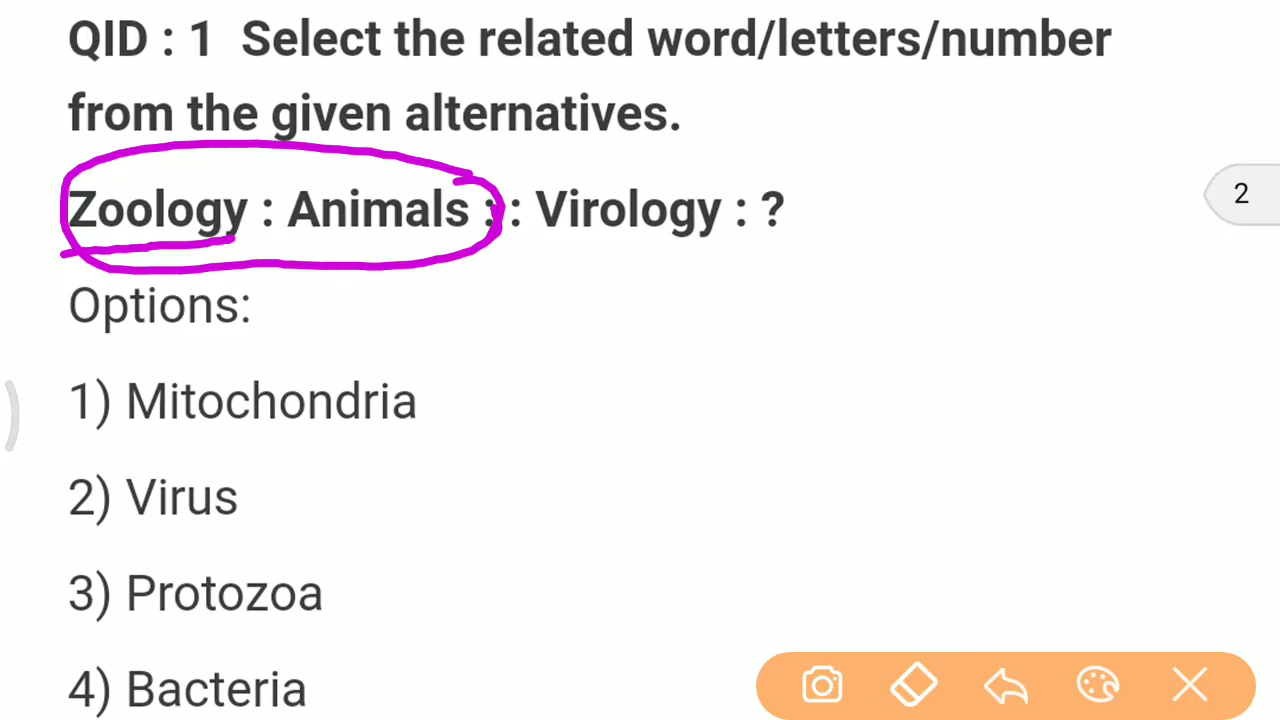 QID : 1 Select the related word/letters/number
from the given alternatives.
Zoology : Animals : : Virology : ?
2
Options:
1) Mitochondria
2) Virus
3) Protozoa
4) Bacteria